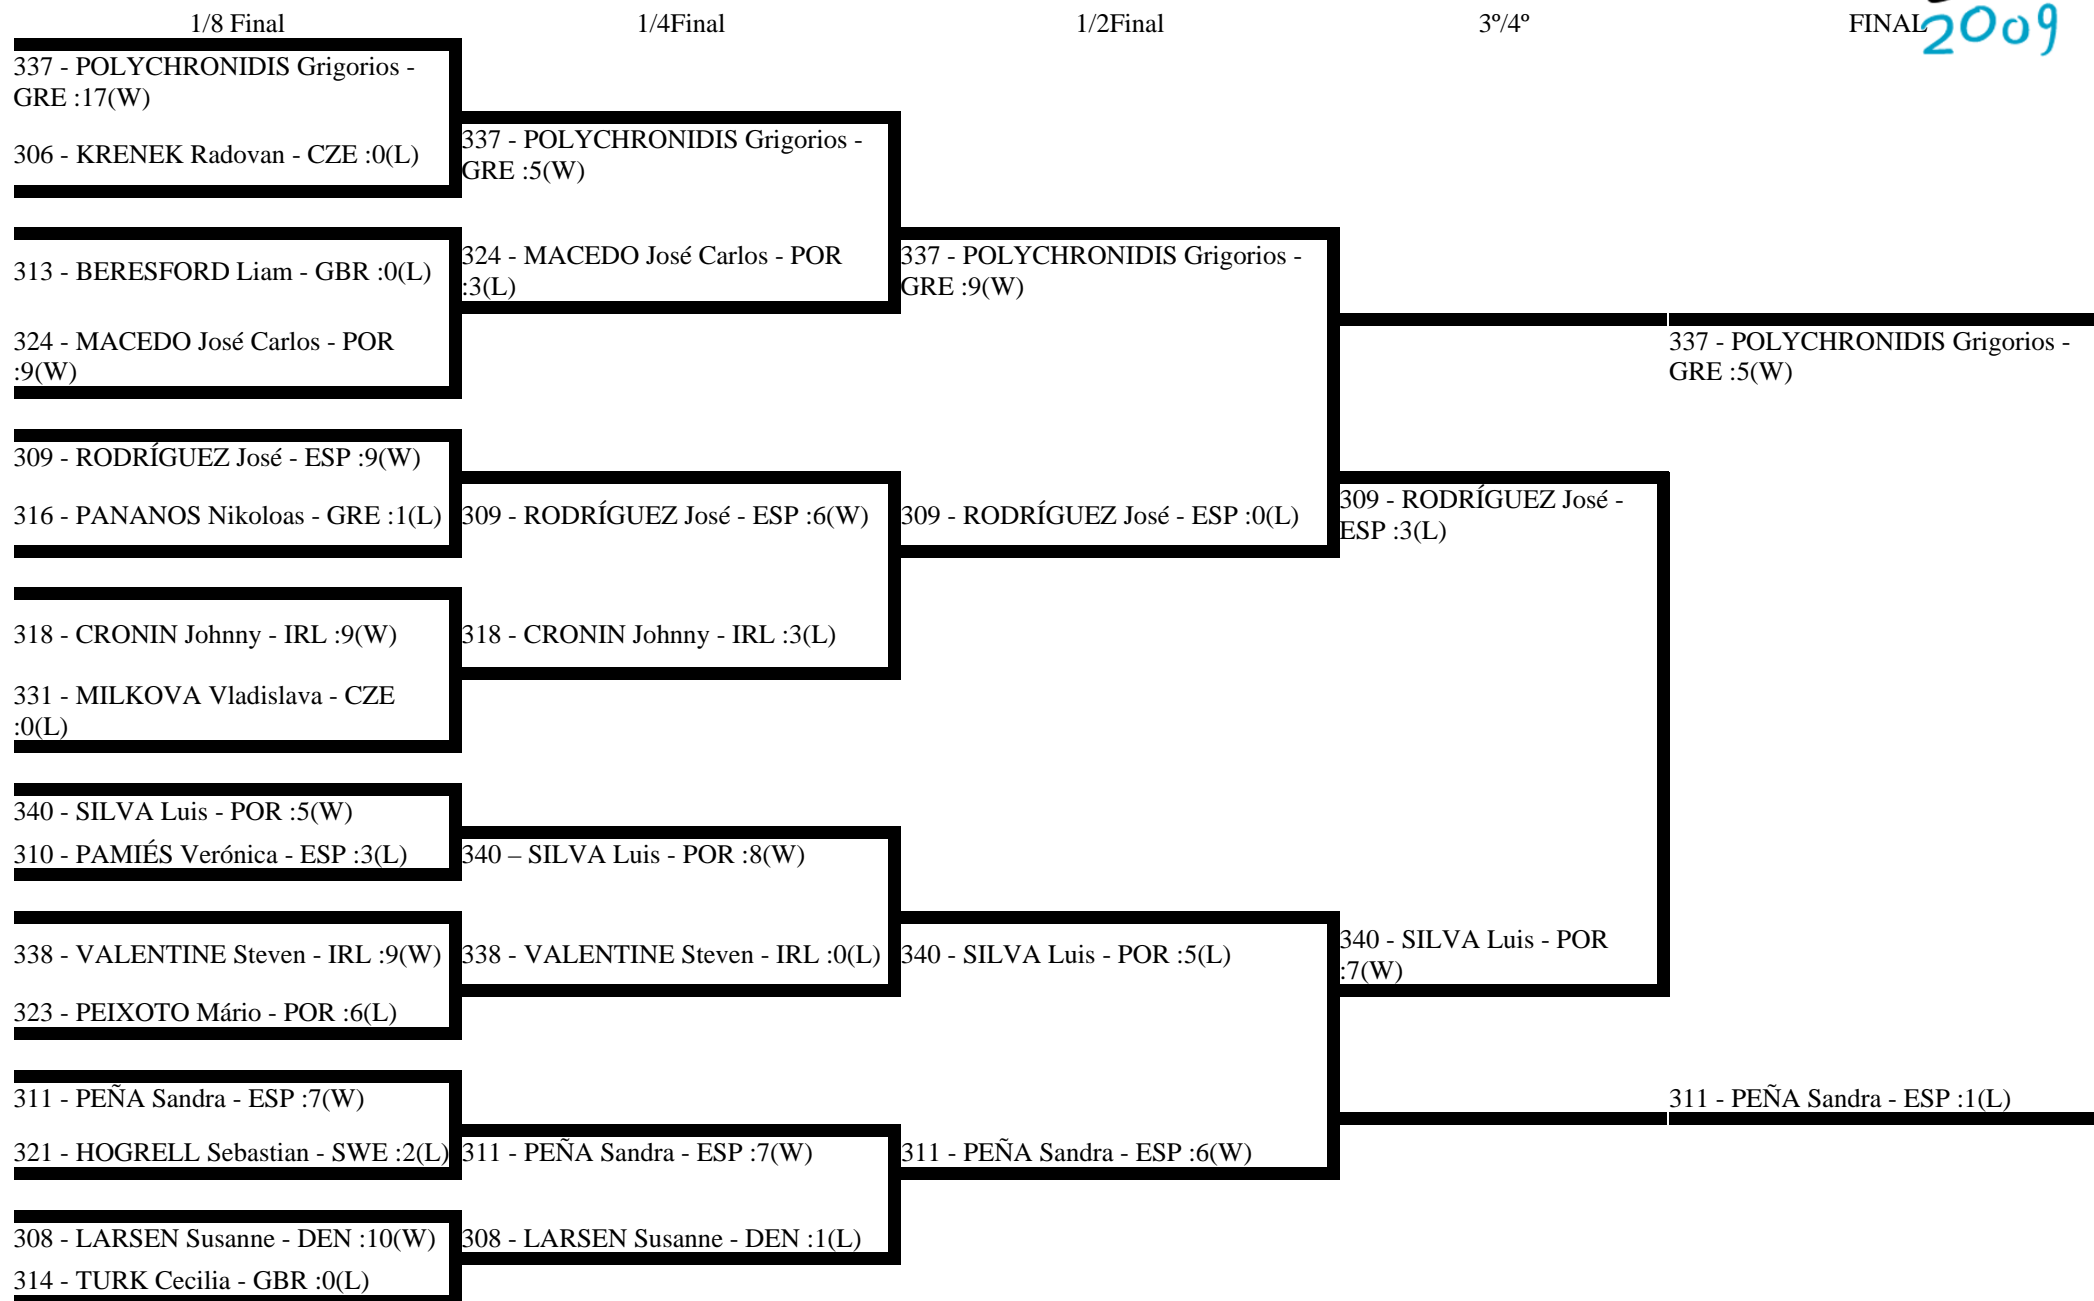 1/8 Final
1/4Final
1/2Final
3º/4º
FINAL
2009
337 - POLYCHRONIDIS Grigorios -
GRE :17(W)
306 - KRENEK Radovan - CZE :0(L)
313 - BERESFORD Liam - GBR :0(L)
324 - MACEDO José Carlos - POR
:9(W)
309 - RODRÍGUEZ José - ESP :9(W)
316 - PANANOS Nikoloas - GRE :1(L)
318 - CRONIN Johnny - IRL :9(W)
331 - MILKOVA Vladislava - CZE
:0(L)
340 - SILVA Luis - POR :5(W)
310 - PAMIÉS Verónica - ESP :3(L)
338 - VALENTINE Steven - IRL :9(W)
323 - PEIXOTO Mário - POR :6(L)
311 - PEÑA Sandra - ESP :7(W)
321 - HOGRELL Sebastian - SWE :2(L)
308 - LARSEN Susanne - DEN :10(W)
314 - TURK Cecilia - GBR :0(L)
337 - POLYCHRONIDIS Grigorios -
GRE :5(W)
324 - MACEDO José Carlos - POR
:3(L)
309 - RODRÍGUEZ José - ESP :6(W)
318 - CRONIN Johnny - IRL :3(L)
340 – SILVA Luis - POR :8(W)
338 - VALENTINE Steven - IRL :0(L)
311 - PEÑA Sandra - ESP :7(W)
308 - LARSEN Susanne - DEN :1(L)
337 - POLYCHRONIDIS Grigorios -
GRE :9(W)
309 - RODRÍGUEZ José - ESP :0(L)
340 - SILVA Luis - POR :5(L)
311 - PEÑA Sandra - ESP :6(W)
309 - RODRÍGUEZ José -
ESP :3(L)
340 - SILVA Luis - POR
:7(W)
337 - POLYCHRONIDIS Grigorios -
GRE :5(W)
311 - PEÑA Sandra - ESP :1(L)